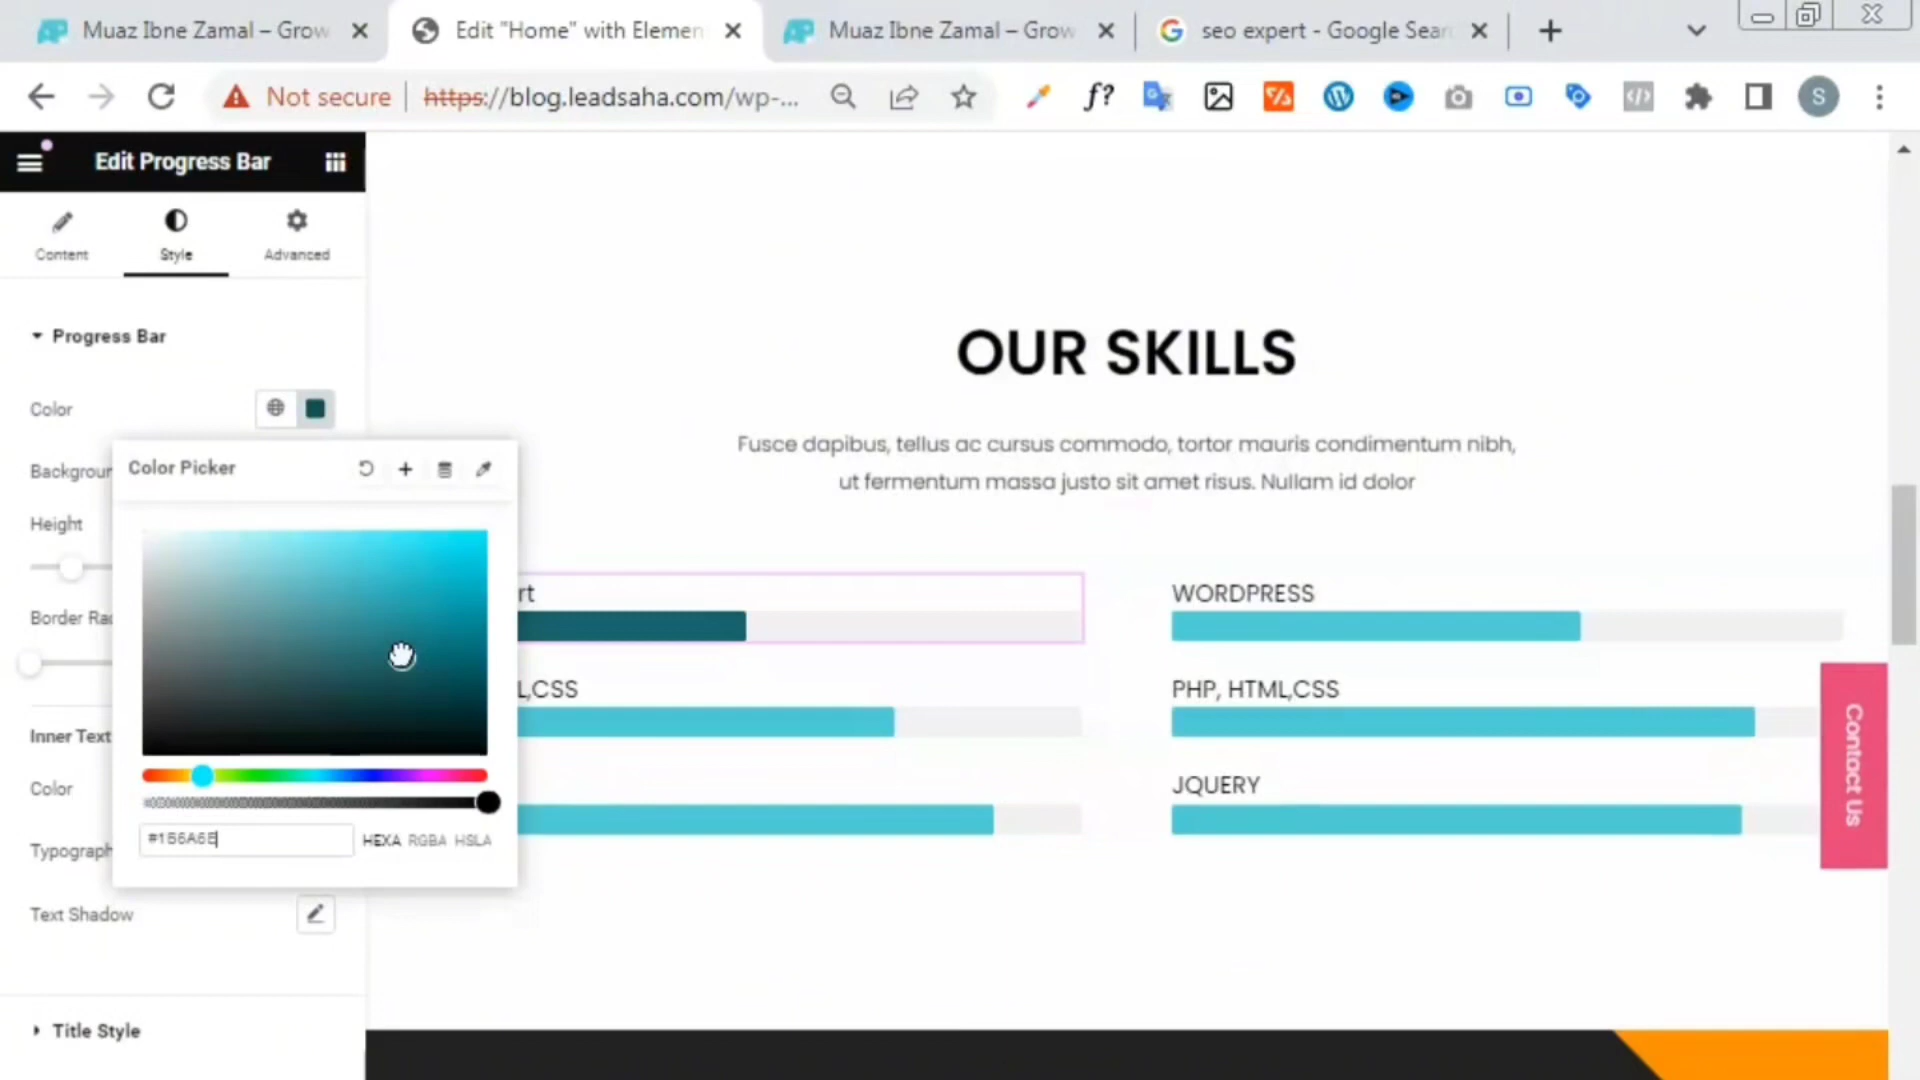 Muaz Ibne Zamal – Grow
Edit "Home" with Elemen
Muaz Ibne Zamal – Grow
seo expert - Google Sear
Not secure
https://blog.leadsaha.com/wp-...
f?
S
Edit Progress Bar
Content
Style
Advanced
Progress Bar
Color
Color Picker
Backgroun
Height
Border Rad
Inner Text
Color
#1B6A6B
HEXA RGBA HSLA
Typograph
Text Shadow
Title Style
OUR SKILLS
Fusce dapibus, tellus ac cursus commodo, tortor mauris condimentum nibh,
ut fermentum massa justo sit amet risus. Nullam id dolor
rt
WORDPRESS
L,CSS
PHP, HTML,CSS
JQUERY
Contact Us